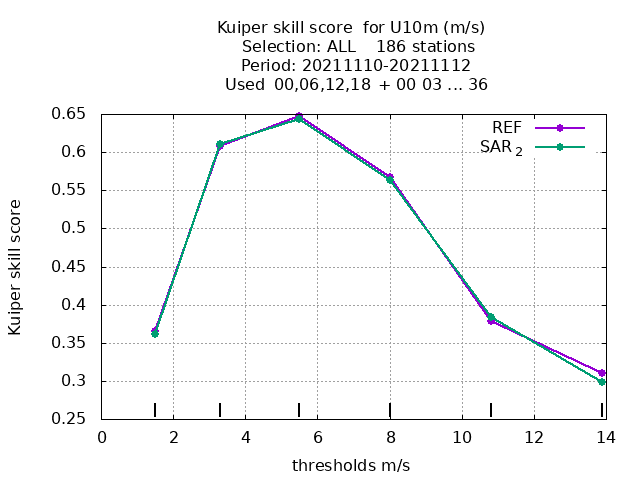 Kuiper skill score  for U10m (m/s)
Selection: ALL    186 stations
Period: 20211110-20211112
Used  00,06,12,18  + 00 03 ... 36
REF
SAR 2
0.65
0.6
0.55
0.5
0.45
0.4
0.35
0.3
0.25
Kuiper skill score
0 2 4 6 8 10 12 14
thresholds m/s